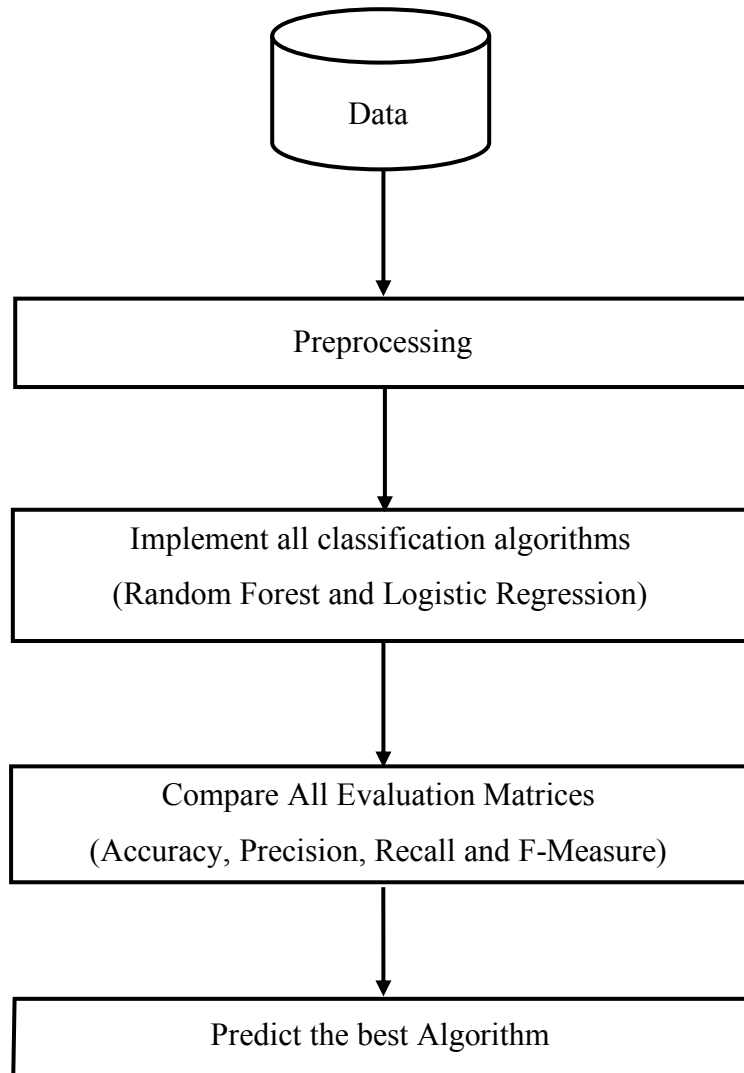 Data
Preprocessing
Implement all classification algorithms
(Random Forest and Logistic Regression)
Compare All Evaluation Matrices
(Accuracy, Precision, Recall and F-Measure)
Predict the best Algorithm